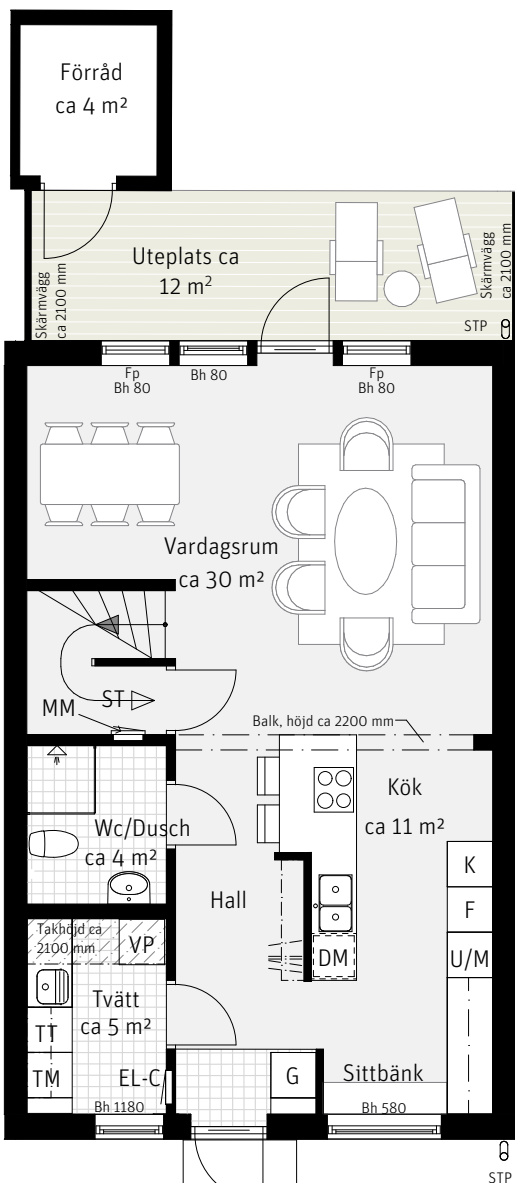 Förråd
ca 4 m²
Uteplats ca
12 m²
Skärmvägg
ca 2100 mm
Skärmvägg
ca 2100 mm
STP
Fp
Bh 80
Bh 80
Fp
Bh 80
Vardagsrum
ca 30 m²
ST
MM
Balk, höjd ca 2200 mm
Kök
ca 11 m²
Wc/Dusch
ca 4 m²
Hall
K
F
U/M
DM
Takhöjd ca
2100 mm
VP
Tvätt
ca 5 m²
TT
TM
EL-C
G
Sittbänk
Bh 1180
Bh 580
STP